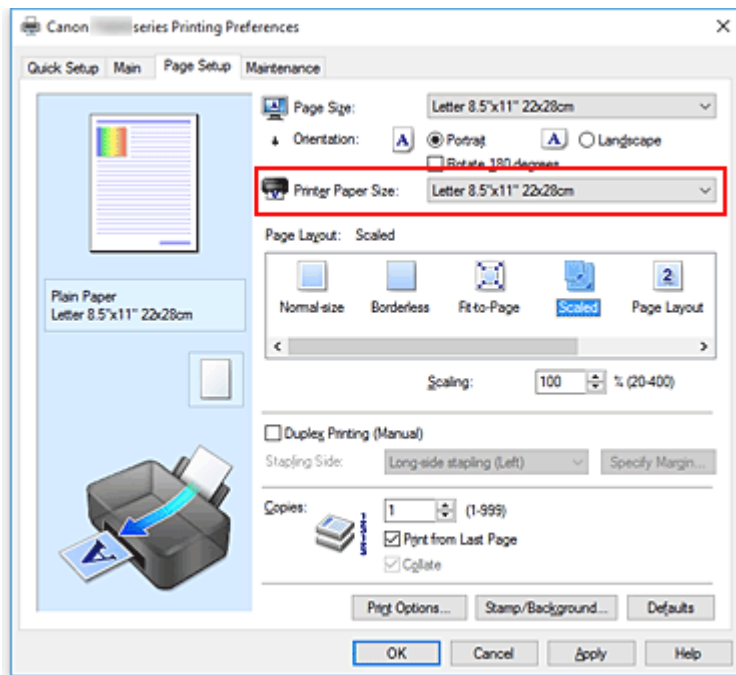 Canon series Printing Preferences
Quick Setup Main Page Setup Maintenance
Page Size: Letter 8.5"x11" 22x28cm
Orientation: A Portrait A Landscape
Rotate 180 degrees
Printer Paper Size: Letter 8.5"x11" 22x28cm
Page Layout: Scaled
Normal-size Borderless Fit-to-Page Scaled Page Layout
Plain Paper
Letter 8.5"x11" 22x28cm
Scaling: 100 % (20-400)
Duplex Printing (Manual)
Stapling Side: Long-side stapling (Left) Specify Margin...
Copies: 1 (1-999)
Print from Last Page
Collate
Print Options... Stamp/Background... Defaults
OK Cancel Apply Help